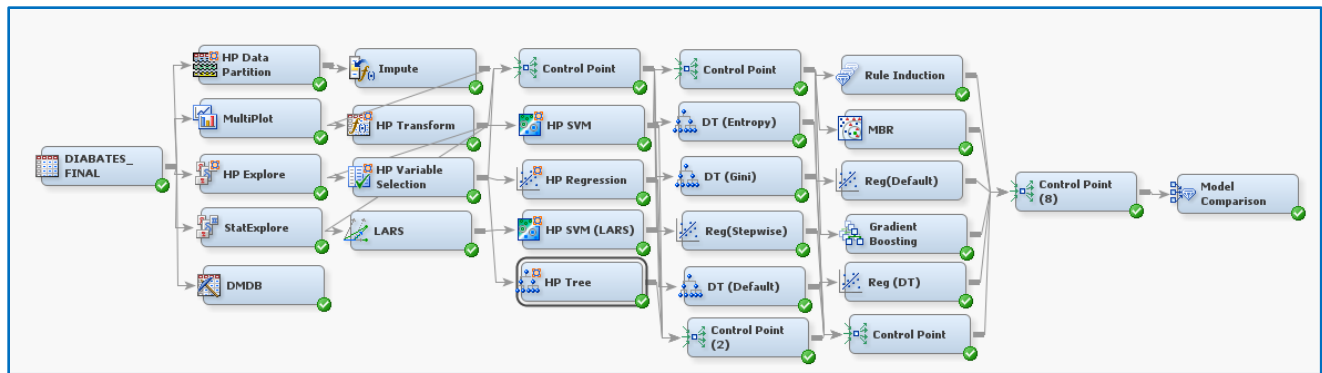 DIABATES_
FINAL
HP Data
Partition
MultiPlot
HP Explore
StatExplore
DMDB
Impute
HP Transform
HP Variable
Selection
LARS
Control Point
HP SVM
HP Regression
HP SVM (LARS)
HP Tree
Control Point
DT (Entropy)
DT (Gini)
Reg(Stepwise)
DT (Default)
Control Point
(2)
Rule Induction
MBR
Reg(Default)
Gradient
Boosting
Reg (DT)
Control Point
Control Point
(8)
Model
Comparison